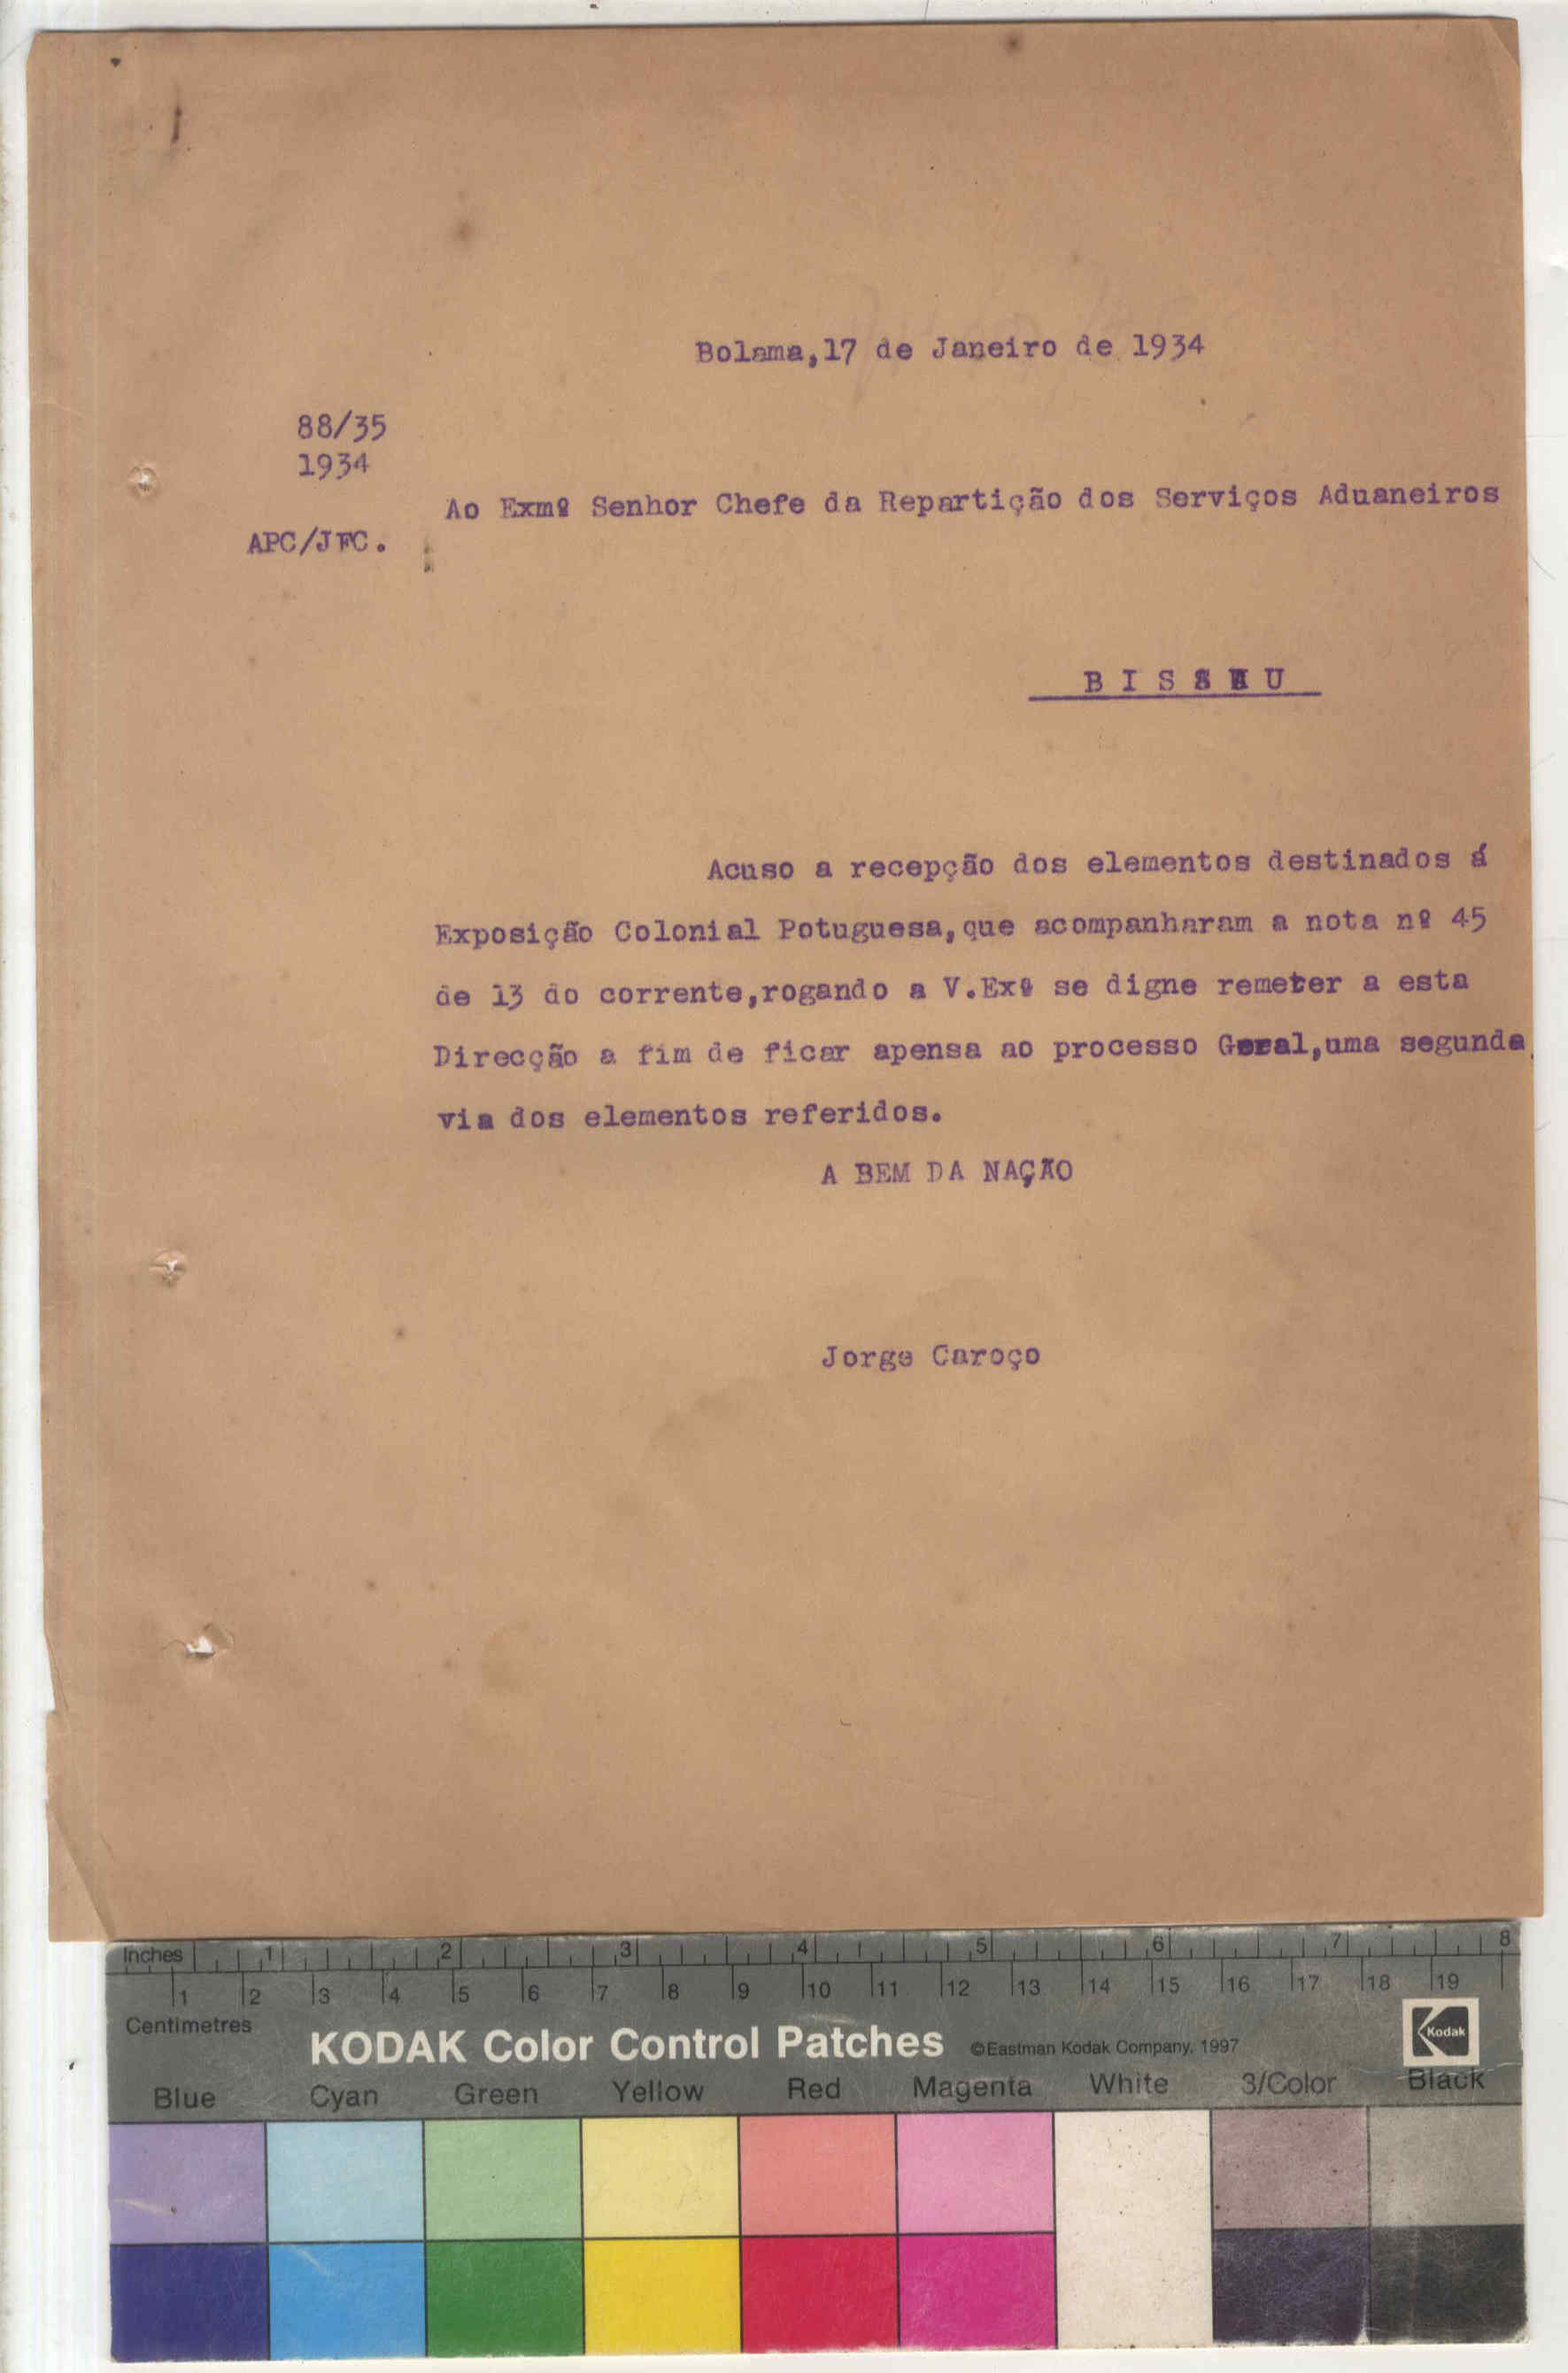 Bolama,17 de Janeiro de 1934
88/35
1934
Ao Exmº Senhor Chefe da Repartição dos Serviços Aduaneiros
APC/JFC.
B I S S A U
Acuso a recepção dos elementos destinados á
Exposição Colonial Potuguesa,que acompanharam a nota nº 45
de 13 do corrente,rogando a V.Exª se digne remeter a esta
Direcção a fim de ficar apensa ao processo Geral,uma segunda
via dos elementos referidos.
A BEM DA NAÇÃO
Jorge Caroço
Inches 1 2 3 4 5 6 7 8
1 2 3 4 5 6 7 8 9 10 11 12 13 14 15 16 17 18 19
Centimetres
KODAK Color Control Patches ©Eastman Kodak Company, 1997 Kodak
Blue Cyan Green Yellow Red Magenta White 3/Color Black